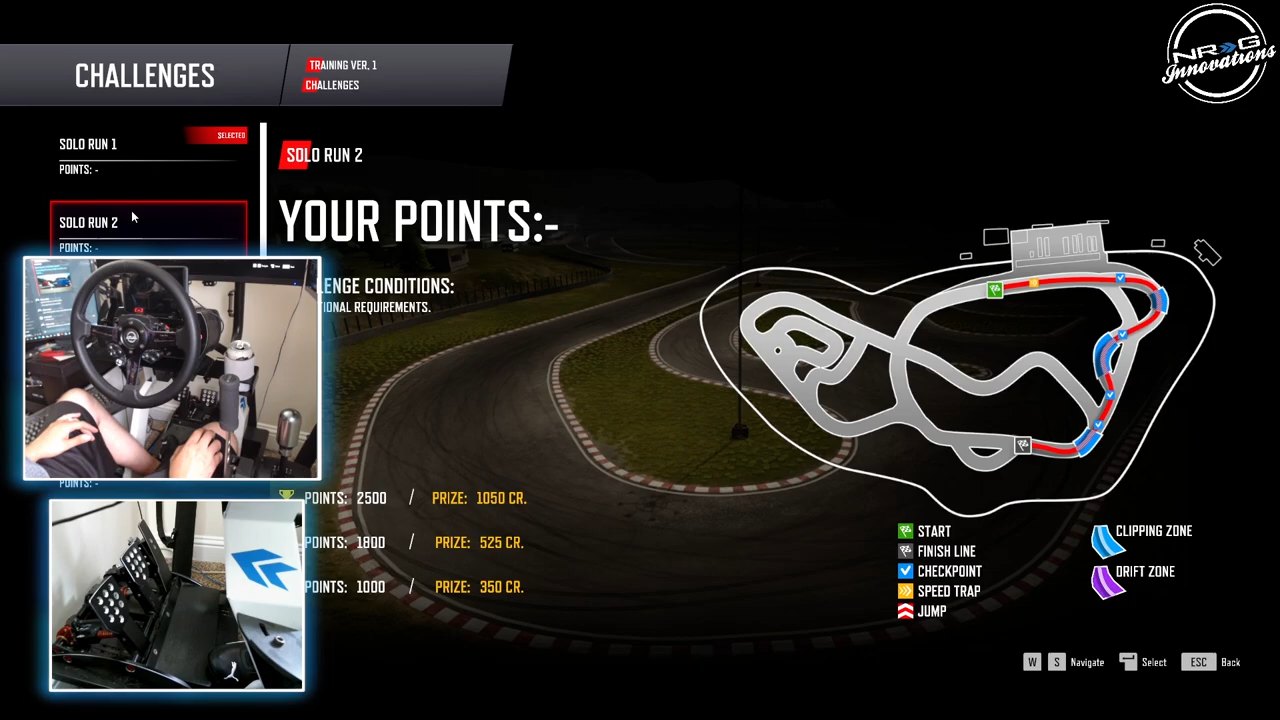 NRG
Innovations
CHALLENGES
TRAINING VER. 1
CHALLENGES
SOLO RUN 1
SELECTED
POINTS: -
SOLO RUN 2
POINTS: -
POINTS: -
SOLO RUN 2
YOUR POINTS:-
LENGE CONDITIONS:
IONAL REQUIREMENTS.
POINTS: 2500 / PRIZE: 1050 CR.
POINTS: 1800 / PRIZE: 525 CR.
POINTS: 1000 / PRIZE: 350 CR.
START
FINISH LINE
CHECKPOINT
SPEED TRAP
JUMP
CLIPPING ZONE
DRIFT ZONE
W S Navigate Select ESC Back